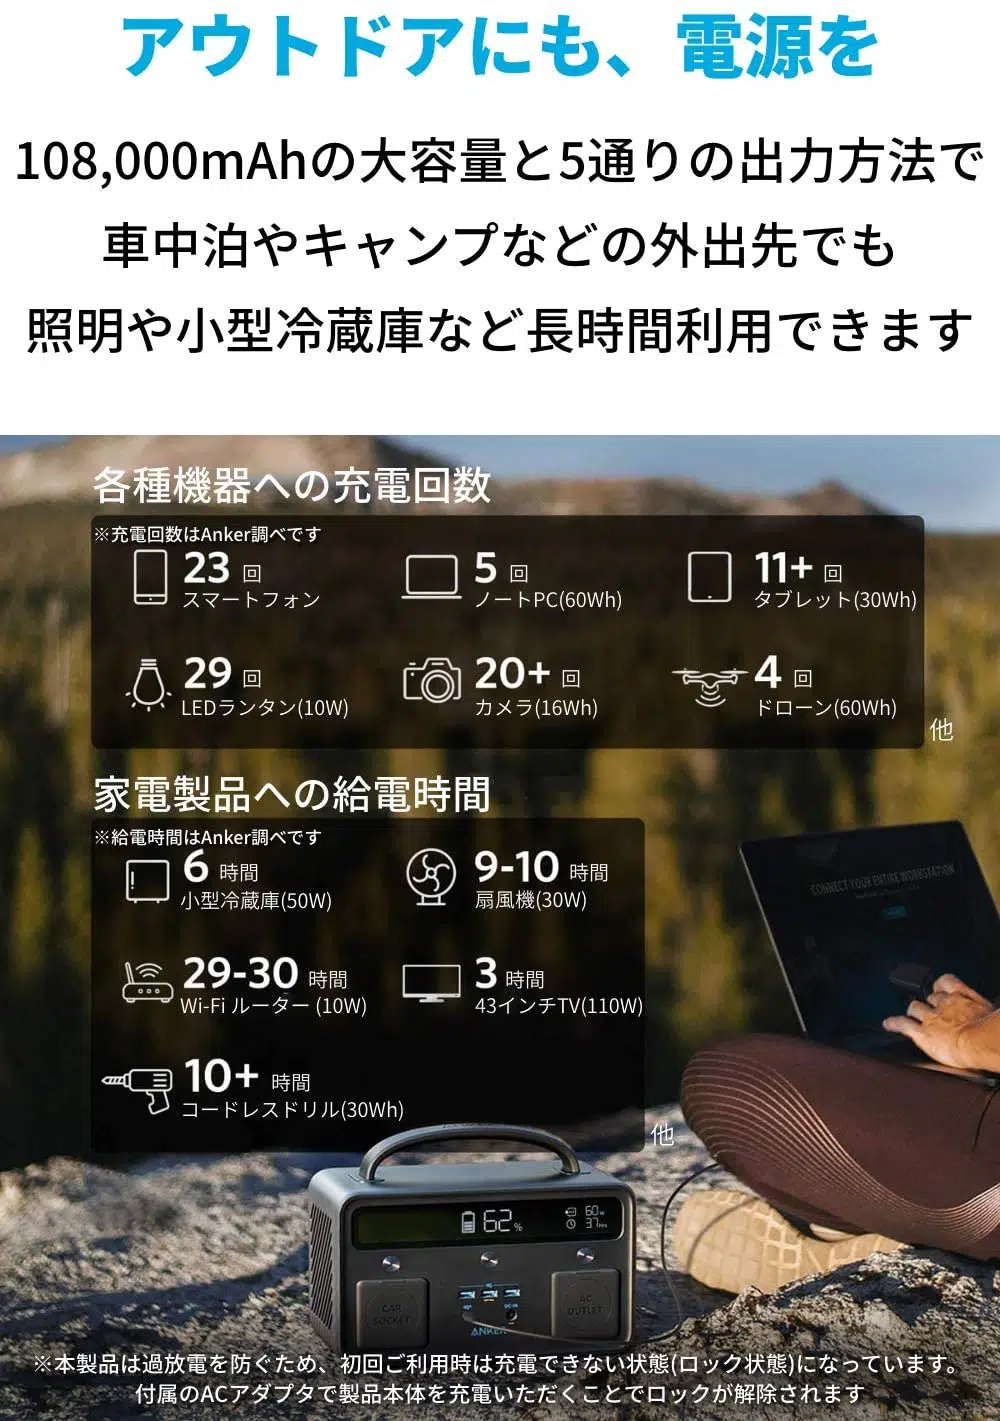 アウトドアにも、電源を
108,000mAhの大容量と5通りの出力方法で
車中泊やキャンプなどの外出先でも
照明や小型冷蔵庫など長時間利用できます
各種機器への充電回数
※充電回数はAnker調べです
23 回
スマートフォン
5 回
ノートPC(60Wh)
11+ 回
タブレット(30Wh)
29 回
LEDランタン(10W)
20+ 回
カメラ(16Wh)
4 回
ドローン(60Wh)
他
家電製品への給電時間
※給電時間はAnker調べです
6 時間
小型冷蔵庫(50W)
9-10 時間
扇風機(30W)
29-30 時間
Wi-Fi ルーター (10W)
3 時間
43インチTV(110W)
10+ 時間
コードレスドリル(30Wh)
他
CONNECT YOUR ENTIRE WORKSTATION
62%
60w
37hrs
CAR
SOCKET
AC
OUTLET
ANKER
※本製品は過放電を防ぐため、初回ご利用時は充電できない状態(ロック状態)になっています。
付属のACアダプタで製品本体を充電いただくことでロックが解除されます